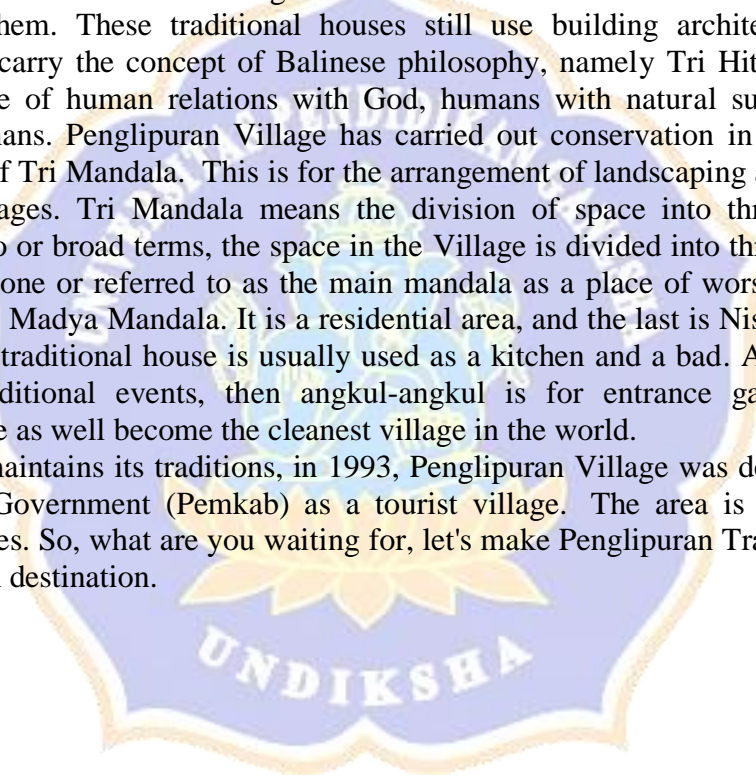 hem. These traditional houses still use building archite
carry the concept of Balinese philosophy, namely Tri Hit
e of human relations with God, humans with natural su
mans. Penglipuran Village has carried out conservation in
f Tri Mandala. This is for the arrangement of landscaping a
ages. Tri Mandala means the division of space into thr
o or broad terms, the space in the Village is divided into th
one or referred to as the main mandala as a place of wors
Madya Mandala. It is a residential area, and the last is Nis
traditional house is usually used as a kitchen and a bad. A
ditional events, then angkul-angkul is for entrance ga
e as well become the cleanest village in the world.
maintains its traditions, in 1993, Penglipuran Village was de
Government (Pemkab) as a tourist village. The area is
es. So, what are you waiting for, let's make Penglipuran Tra
destination.
UNIVERSITAS PENDIDIKAN GANESHA
UNDIKSHA